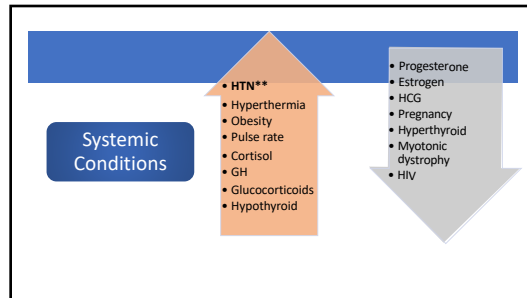 Systemic
Conditions
• HTN**
• Hyperthermia
• Obesity
• Pulse rate
• Cortisol
• GH
• Glucocorticoids
• Hypothyroid
• Progesterone
• Estrogen
• HCG
• Pregnancy
• Hyperthyroid
• Myotonic
dystrophy
• HIV